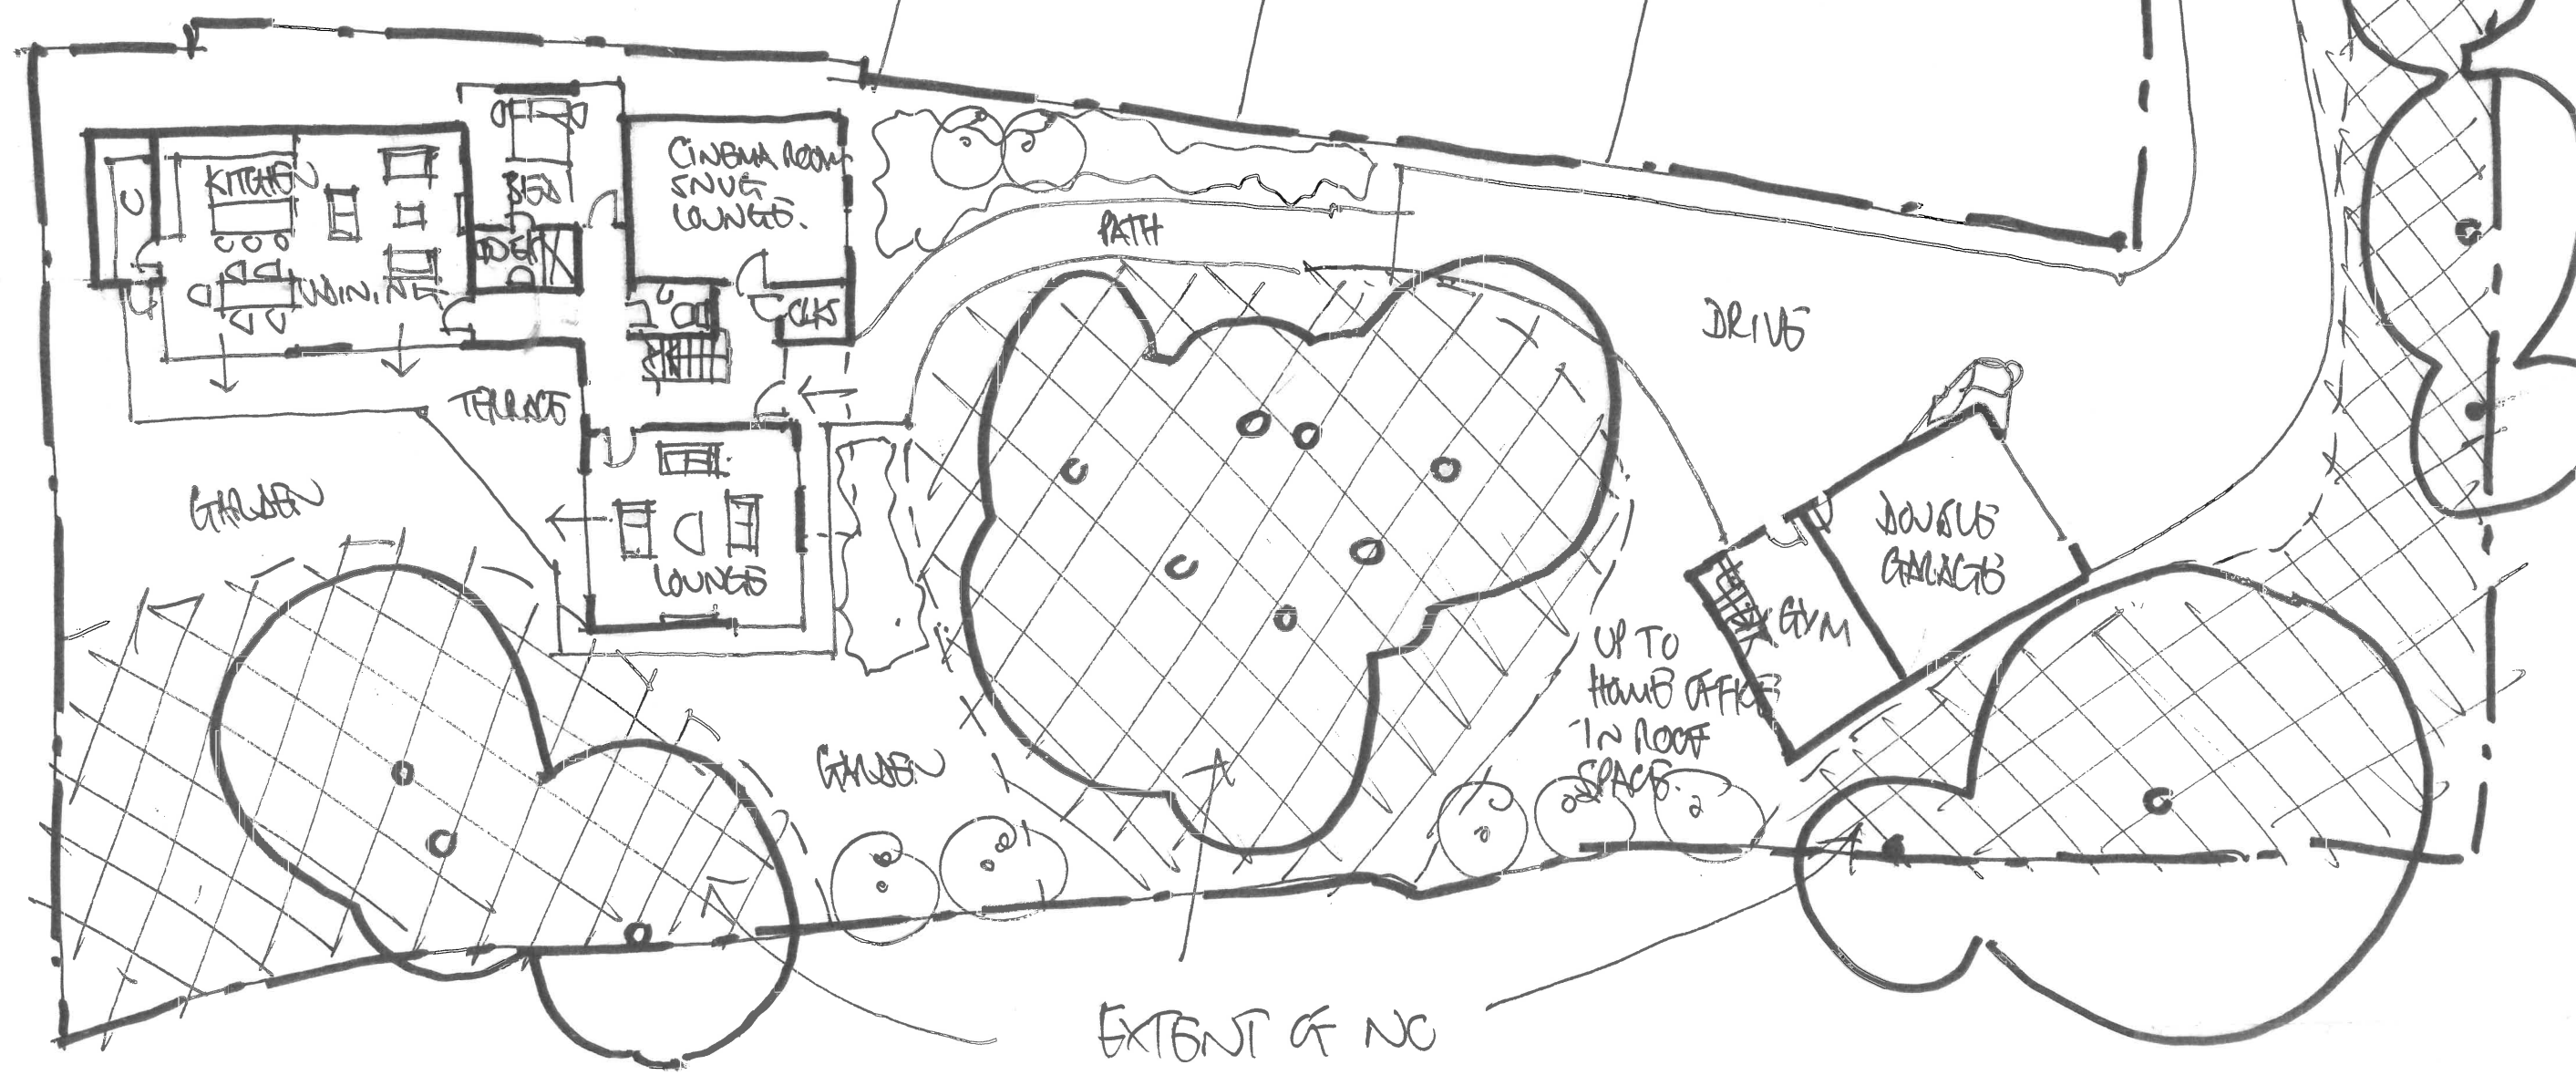 KITCHEN
BED
CINEMA ROOM
SNUG
LOUNGE.
DINING
CLKS
PATH
DRIVE
TERRACE
GARDEN
DOUBLE
GARAGE
LOUNGE
GYM
UP TO
HOME OFFICE
IN ROOF
SPACE.
GARDEN
EXTENT OF NO